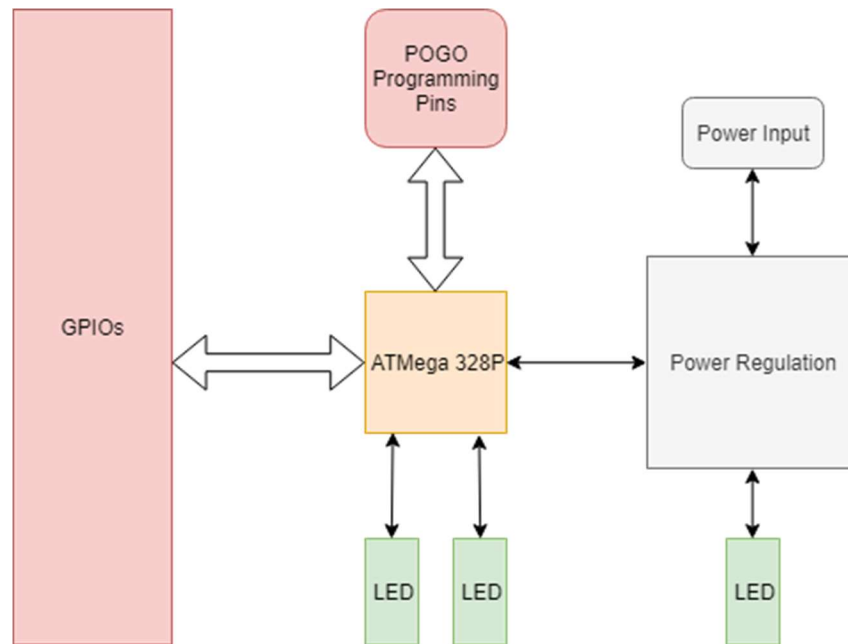 POGO
Programming
Pins
Power Input
GPIOs
ATMega 328P
Power Regulation
LED
LED
LED